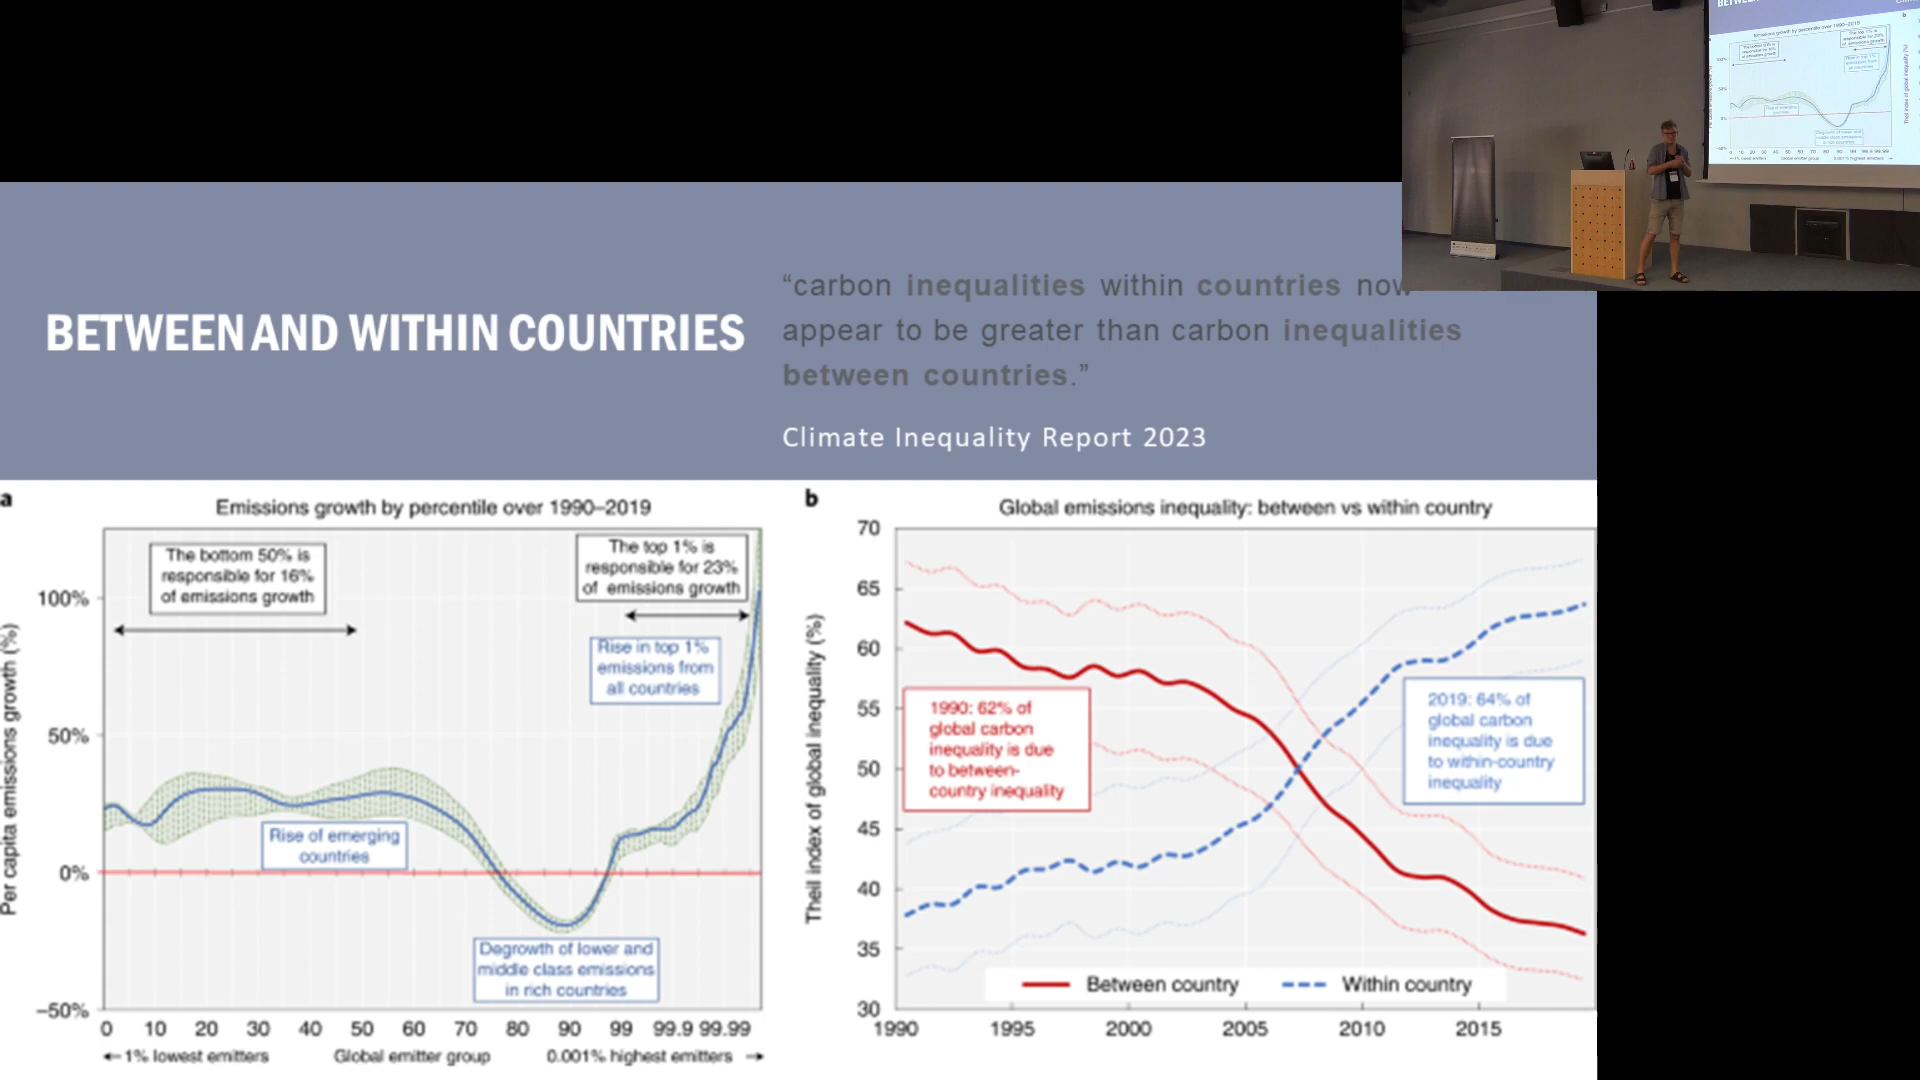 BETWEEN AND WITHIN COUNTRIES
“carbon inequalities within countries now
appear to be greater than carbon inequalities
between countries.”
Climate Inequality Report 2023
a
Emissions growth by percentile over 1990–2019
The bottom 50% is
responsible for 16%
of emissions growth
The top 1% is
responsible for 23%
of emissions growth
Rise in top 1%
emissions from
all countries
Rise of emerging
countries
Degrowth of lower and
middle class emissions
in rich countries
Per capita emissions growth (%)
100%
50%
0%
−50%
0 10 20 30 40 50 60 70 80 90 99 99.9 99.99
←1% lowest emitters Global emitter group 0.001% highest emitters →
b
Global emissions inequality: between vs within country
Theil index of global inequality (%)
70
65
60
55
50
45
40
35
30
1990: 62% of
global carbon
inequality is due
to between-
country inequality
2019: 64% of
global carbon
inequality is due
to within-country
inequality
Between country Within country
1990 1995 2000 2005 2010 2015